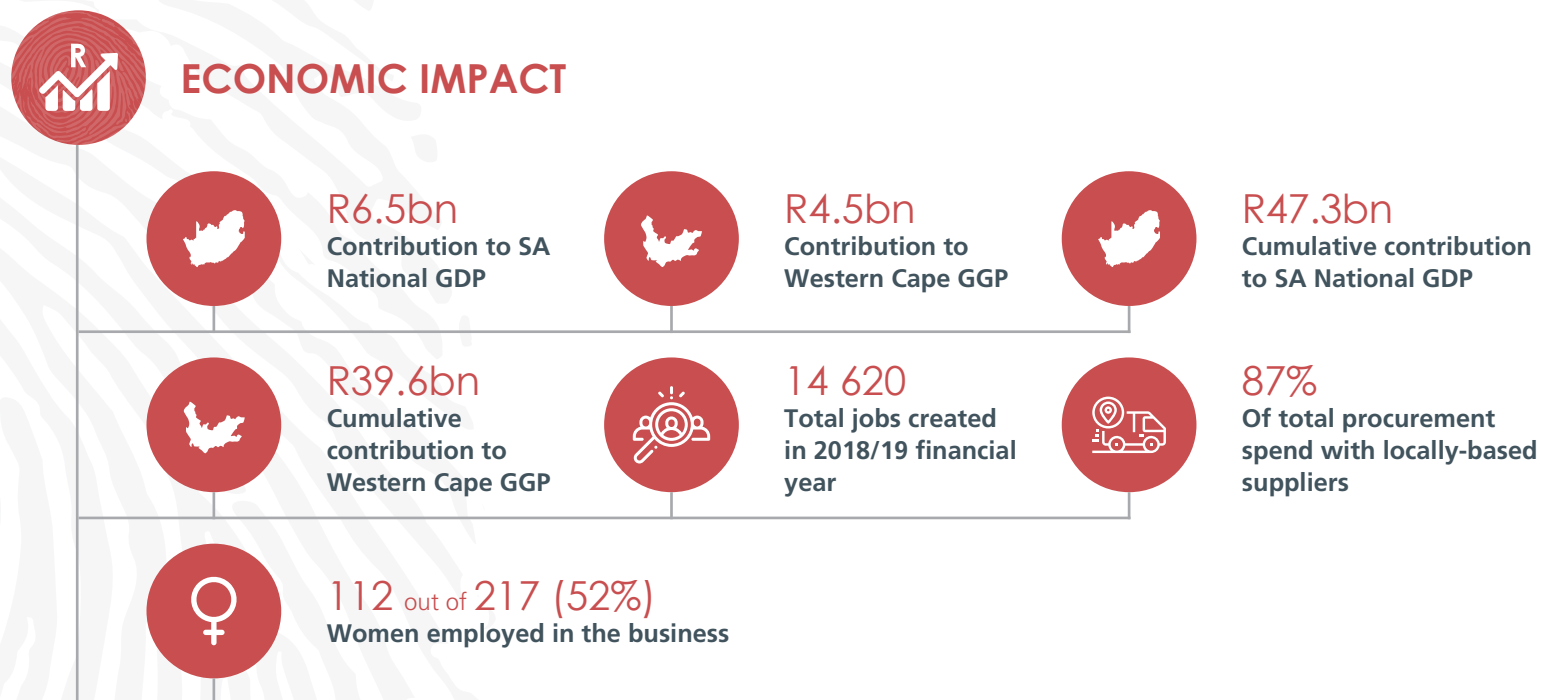 R
ECONOMIC IMPACT
R6.5bn
Contribution to SA
National GDP
R4.5bn
Contribution to
Western Cape GGP
R47.3bn
Cumulative contribution
to SA National GDP
R39.6bn
Cumulative
contribution to
Western Cape GGP
14 620
Total jobs created
in 2018/19 financial
year
87%
Of total procurement
spend with locally-based
suppliers
112 out of 217 (52%)
Women employed in the business